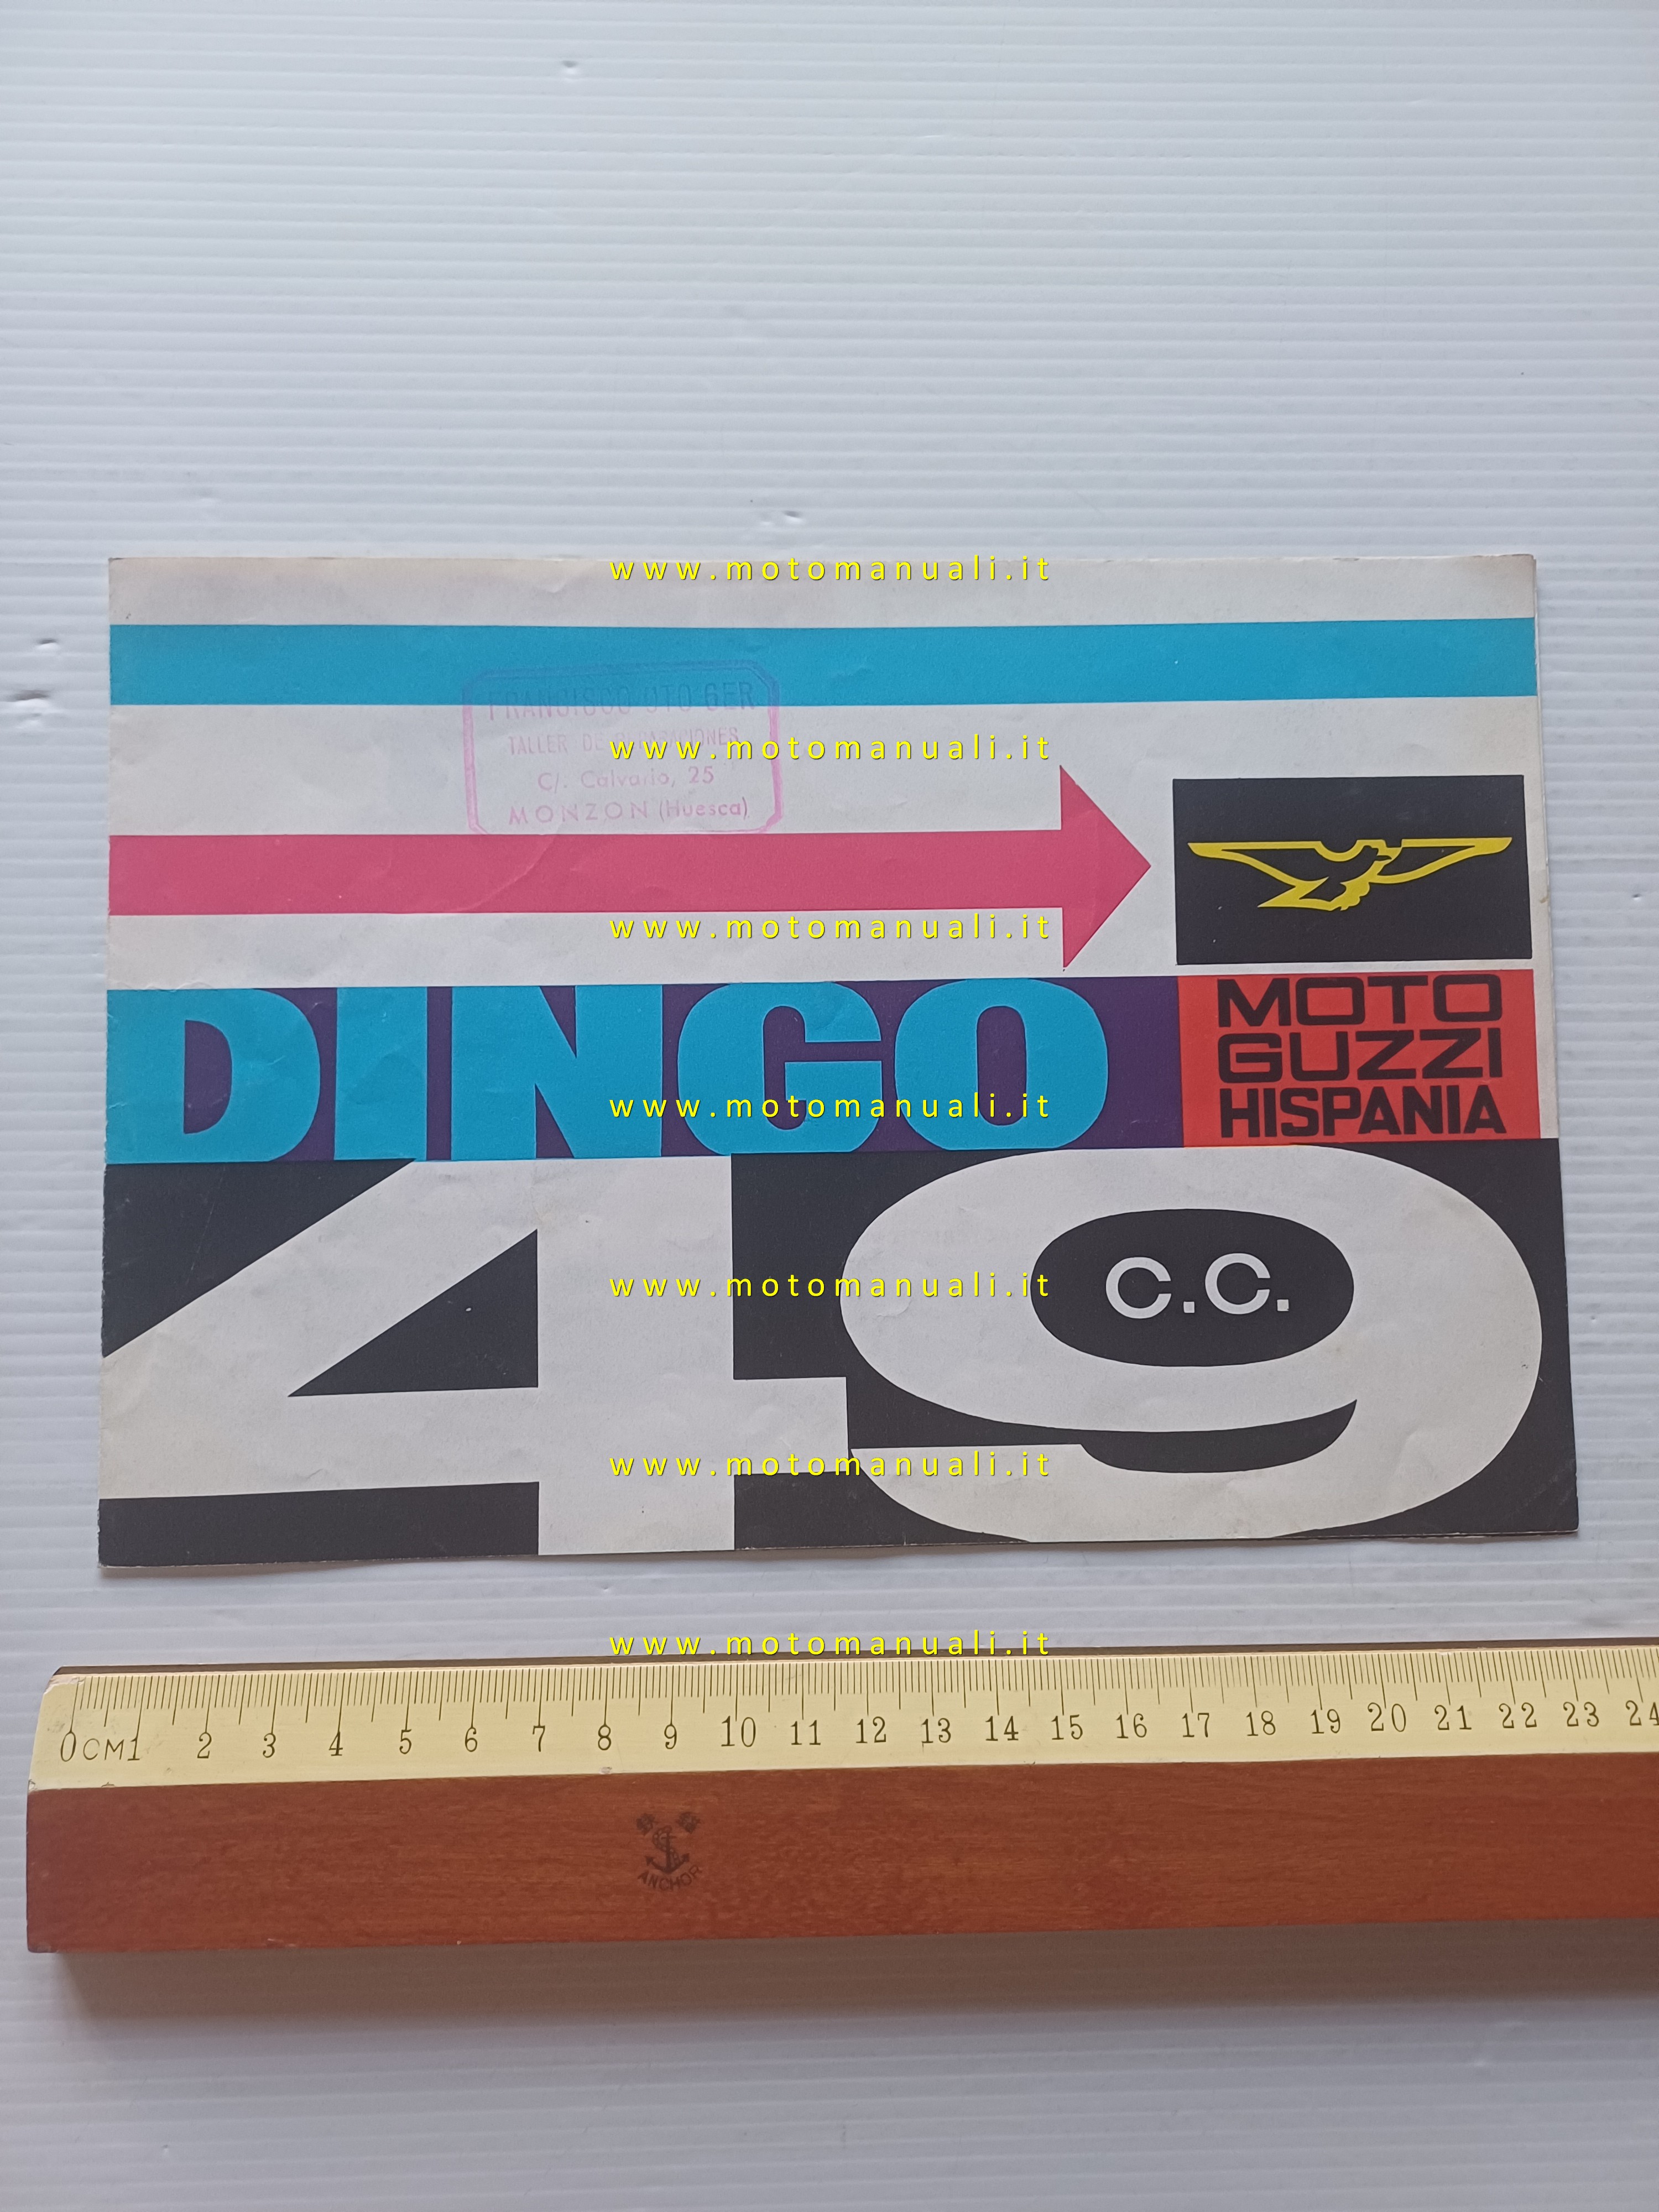 www.motomanuali.it
FRANCISCO OTO GER
TALLER DE REPARACIONES
www.motomanuali.it
C/. Calvario, 25
MONZON (Huesca)
www.motomanuali.it
DINGO
MOTO
GUZZI
HISPANIA
www.motomanuali.it
49
C.C.
www.motomanuali.it
www.motomanuali.it
www.motomanuali.it
0CM1 2 3 4 5 6 7 8 9 10 11 12 13 14 15 16 17 18 19 20 21 22 23 24
ANCHOR